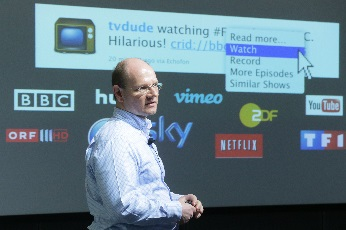 tvdude watching #F
Hilarious! crid://bb
Read more...
Watch
Record
More Episodes
Similar Shows
BBC hu vimeo ZDF YouTube
ORF HD sky NETFLIX TF1